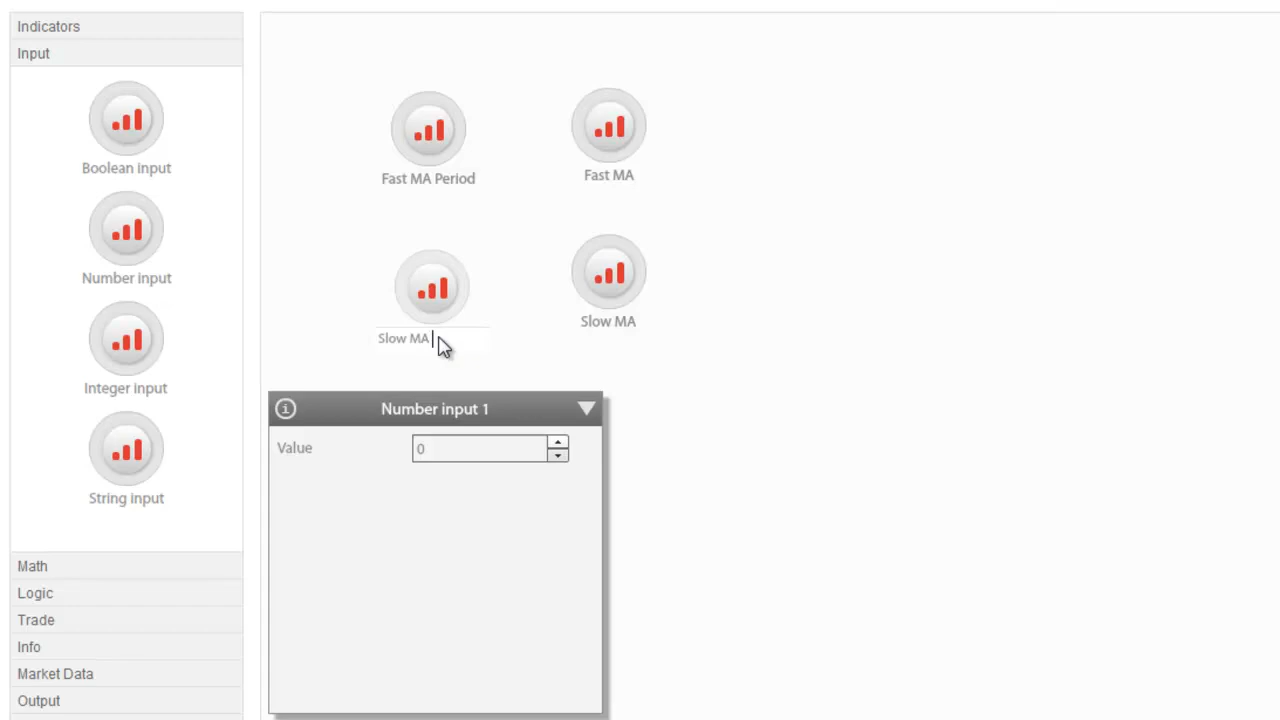 Indicators
Input
Boolean input
Number input
Integer input
String input
Math
Logic
Trade
Info
Market Data
Output
Fast MA Period
Fast MA
Slow MA
Slow MA
Number input 1
Value
0